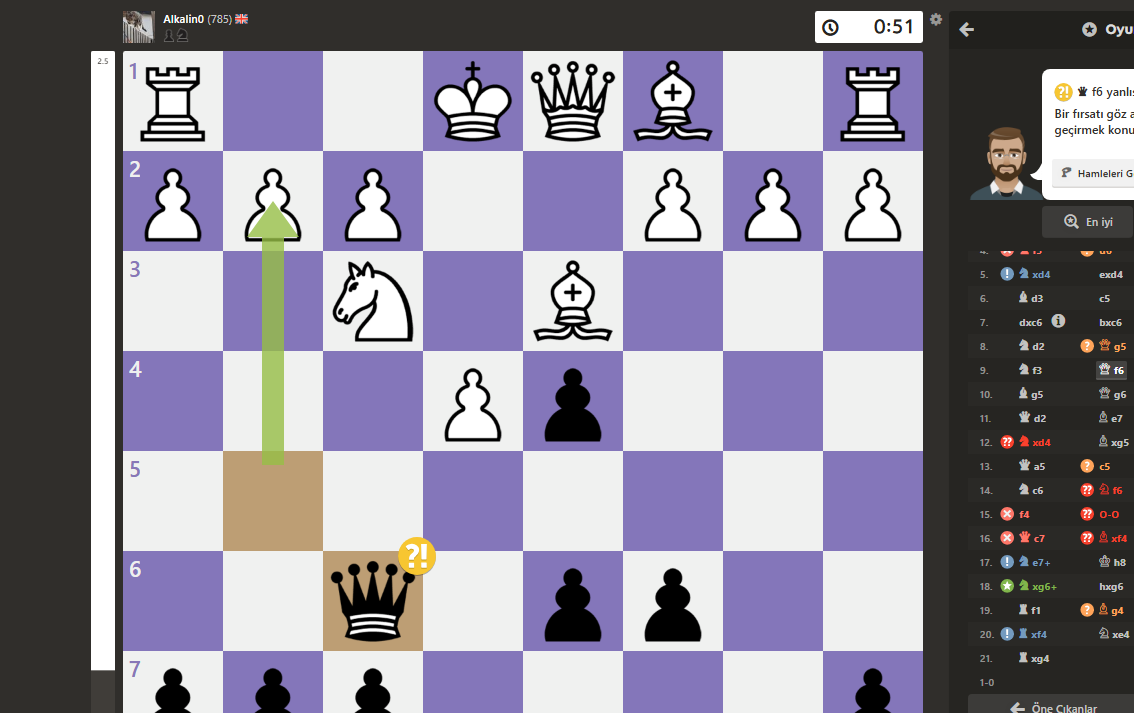 Alkalin0 (785)
0:51
Oyu
2.5
1
2
3
4
5
6
7
?!
?! f6 yanlış
Bir fırsatı göz a
geçirmek konu
Hamleleri G
En iyi
5. ! xd4 exd4
6. d3 c5
7. dxc6 bxc6
8. d2 ? g5
9. f3 f6
10. g5 g6
11. d2 e7
12. ?? xd4 xg5
13. a5 ? c5
14. c6 ?? f6
15. f4 ?? O-O
16. c7 ?? xf4
17. ! e7+ h8
18. xg6+ hxg6
19. f1 ? g4
20. ! xf4 xe4
21. xg4
1-0
Öne Çıkanlar